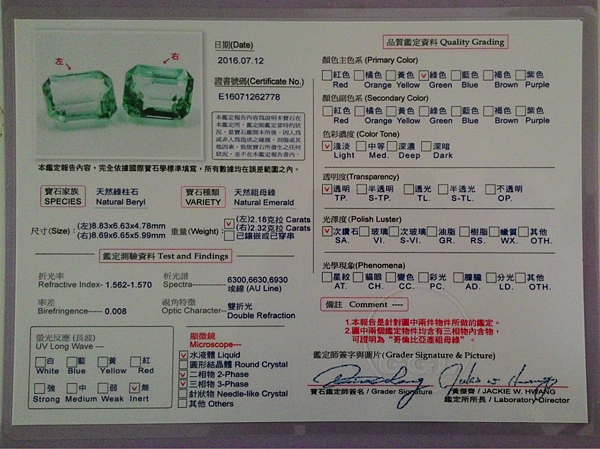 左
右
日期(Date)
2016.07.12
證書號碼(Certificate No.)
E16071262778
本鑑定報告內容，完全依據國際寶石學標準填寫，所有數據均在誤差範圍之內。
寶石家族 天然綠柱石
SPECIES Natural Beryl
寶石種類 天然祖母綠
VARIETY Natural Emerald
尺寸(Size)：(左)8.83x6.63x4.78mm
(右)8.69x6.65x5.99mm
重量(Weight)：(左)2.18克拉 Carats
(右)2.32克拉 Carats
已鑲嵌或已穿串
鑑定測驗資料 Test and Findings
折光率
Refractive Index- 1.562-1.570
析光譜 6300,6630,6930
Spectra---------- 埃線 (AU Line)
雙折光率
Birefringence------ 0.008
視角特徵 雙折光
Optic Character-- Double Refraction
螢光反應 (長波)
UV Long Wave ---
白 藍 黃 紅
White Blue Yellow Red
強 中 弱 無
Strong Medium Weak Inert
顯微鏡
Microscope---
水液體 Liquid
圓形結晶體 Round Crystal
二相物 2-Phase
三相物 3-Phase
針狀物 Needle-like Crystal
其他 Others
品質鑑定資料 Quality Grading
顏色主色系 (Primary Color)
紅色 橘色 黃色 綠色 藍色 褐色 紫色
Red Orange Yellow Green Blue Brown Purple
顏色副色系 (Secondary Color)
紅色 橘色 黃色 綠色 藍色 褐色 紫色
Red Orange Yellow Green Blue Brown Purple
色彩濃度 (Color Tone)
淺淡 中等 深濃 深暗
Light Med. Deep Dark
透明度(Transparency)
透明 半透明 透光 半透光 不透明
TP. S-TP. TL. S-TL. OP.
光澤度(Polish Luster)
次鑽石 玻璃 次玻璃 油脂 樹脂 蠟質 其他
SA. VI. S-VI. GR. RS. WX. OTH.
光學現象(Phenomena)
星紋 貓眼 變色 彩光 朦朧 分光 其他
AT. CH. CC. PC. AD. LD. OTH.
備註 Comment ----
1.本報告是針對圖中兩件物件所做的鑑定。
2.圖中兩個鑑定物件均含有三相物內含物，
可證明為"哥倫比亞產祖母綠".
鑑定師簽字與圖片(Grader Signature & Picture)
寶石鑑定師簽名 / Grader Signature
黃傑齊 / JACKIE W. HWANG
鑑定所所長 / Laboratory Director